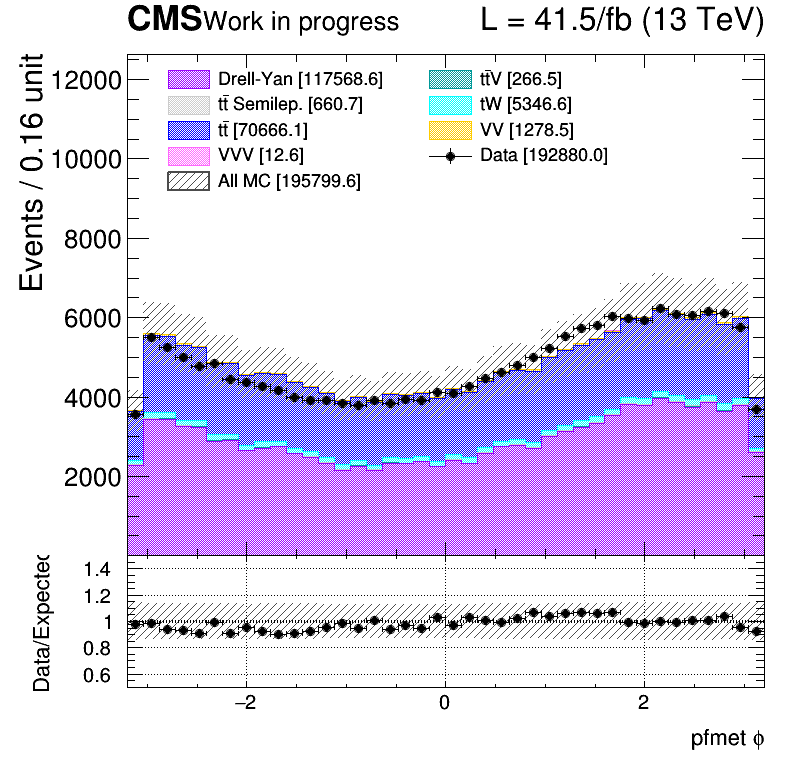 CMS Work in progress L = 41.5/fb (13 TeV)
Events / 0.16 unit
12000
10000
8000
6000
4000
2000
Drell-Yan [117568.6]
tt̄ Semilep. [660.7]
tt̄ [70666.1]
VVV [12.6]
All MC [195799.6]
tt̄V [266.5]
tW [5346.6]
VV [1278.5]
Data [192880.0]
Data/Expected
1.4
1.2
1
0.8
0.6
−2 0 2
pfmet ϕ